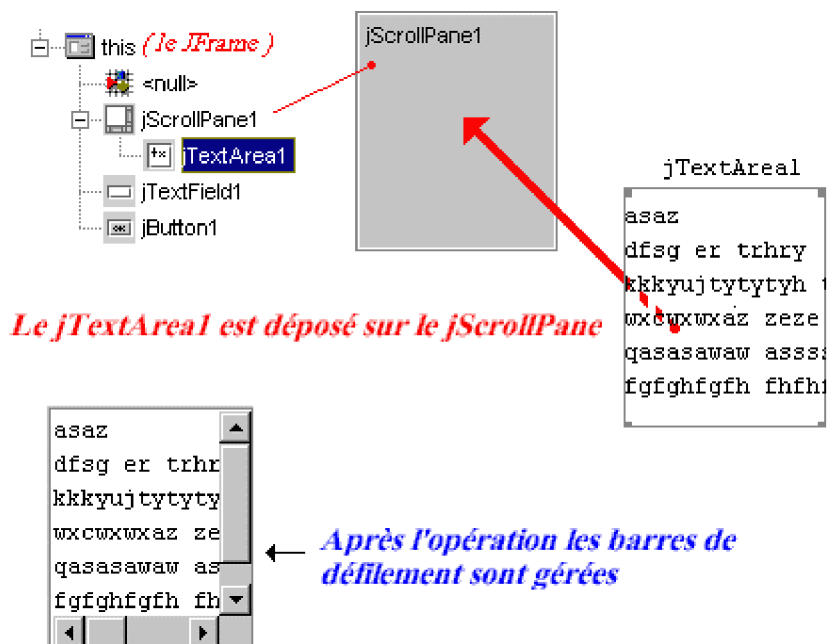 this ( le JFrame )
<null>
jScrollPane1
jTextArea1
jTextField1
jButton1
jScrollPane1
jTextArea1
asaz
dfsg er trhry
kkkyujtytytyh
wxcwxwxaz zeze
qasasawaw assss
fgfghfgfh fhfhf
Le jTextArea1 est déposé sur le jScrollPane
asaz
dfsg er trhr
kkkyujtytyty
wxcwxwxaz ze
qasasawaw as
fgfghfgfh fh
Après l'opération les barres de
défilement sont gérées